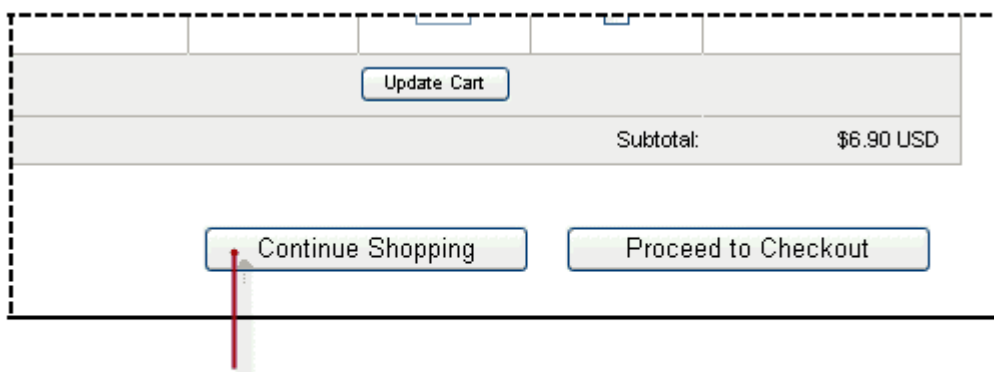 Update Cart
Subtotal: $6.90 USD
Continue Shopping Proceed to Checkout